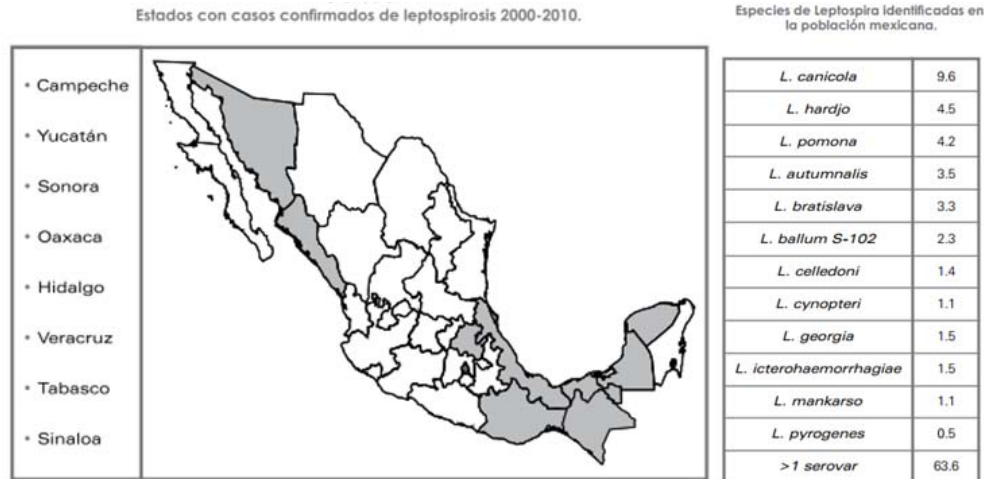 Estados con casos confirmados de leptospirosis 2000-2010.
• Campeche
• Yucatán
• Sonora
• Oaxaca
• Hidalgo
• Veracruz
• Tabasco
• Sinaloa
Especies de Leptospira identificadas en
la población mexicana.
L. canicola 9.6
L. hardjo 4.5
L. pomona 4.2
L. autumnalis 3.5
L. bratislava 3.3
L. ballum S-102 2.3
L. celledoni 1.4
L. cynopteri 1.1
L. georgia 1.5
L. icterohaemorrhagiae 1.5
L. mankarso 1.1
L. pyrogenes 0.5
>1 serovar 63.6